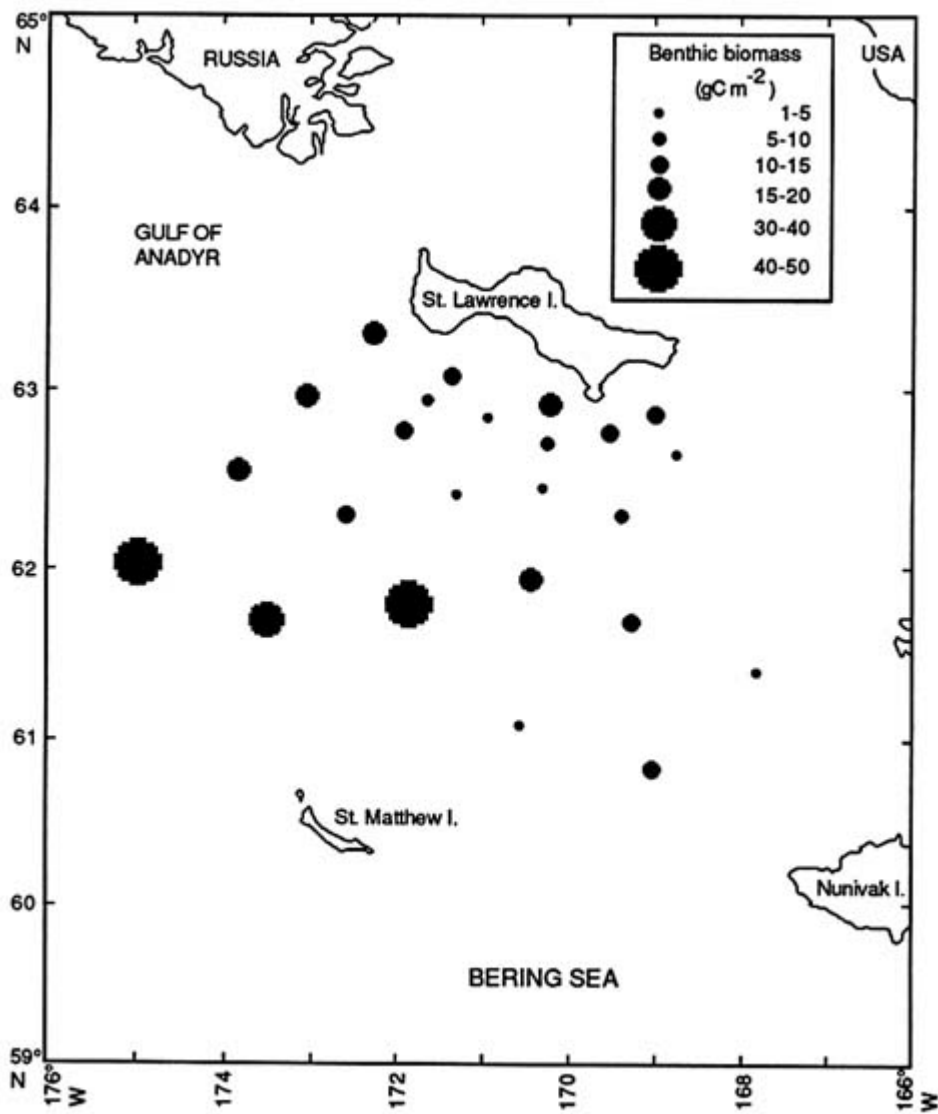 65°
N
RUSSIA
USA
Benthic biomass
(gC m-2)
1-5
5-10
10-15
15-20
30-40
40-50
64
GULF OF
ANADYR
St. Lawrence I.
63
62
61
St. Matthew I.
Nunivak I.
60
BERING SEA
59°
N
176°
W
174
172
170
168
166°
W